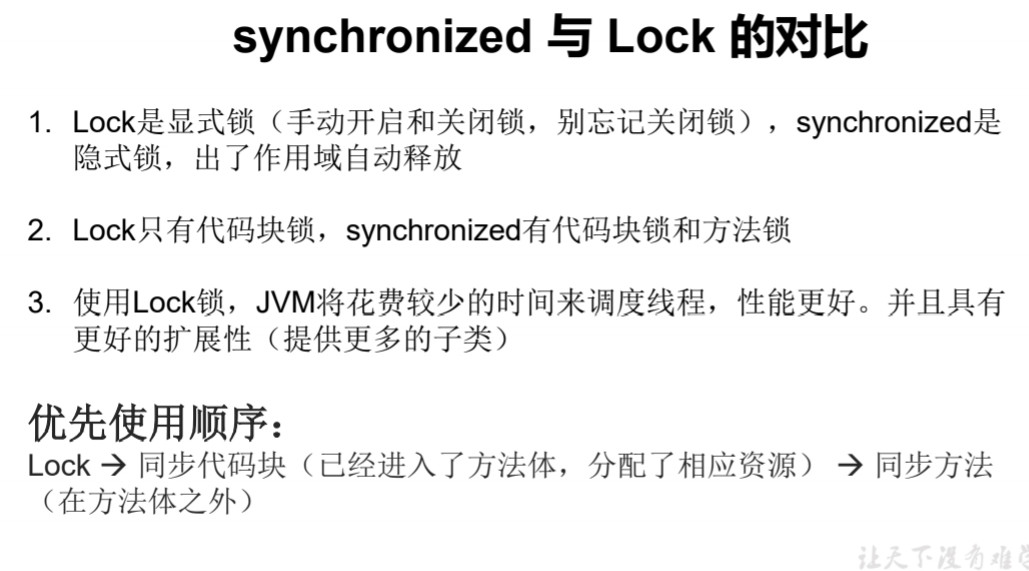 synchronized 与 Lock 的对比
1. Lock是显式锁（手动开启和关闭锁，别忘记关闭锁），synchronized是
隐式锁，出了作用域自动释放
2. Lock只有代码块锁，synchronized有代码块锁和方法锁
3. 使用Lock锁，JVM将花费较少的时间来调度线程，性能更好。并且具有
更好的扩展性（提供更多的子类）
优先使用顺序：
Lock → 同步代码块（已经进入了方法体，分配了相应资源） → 同步方法
（在方法体之外）
让天下没有难学